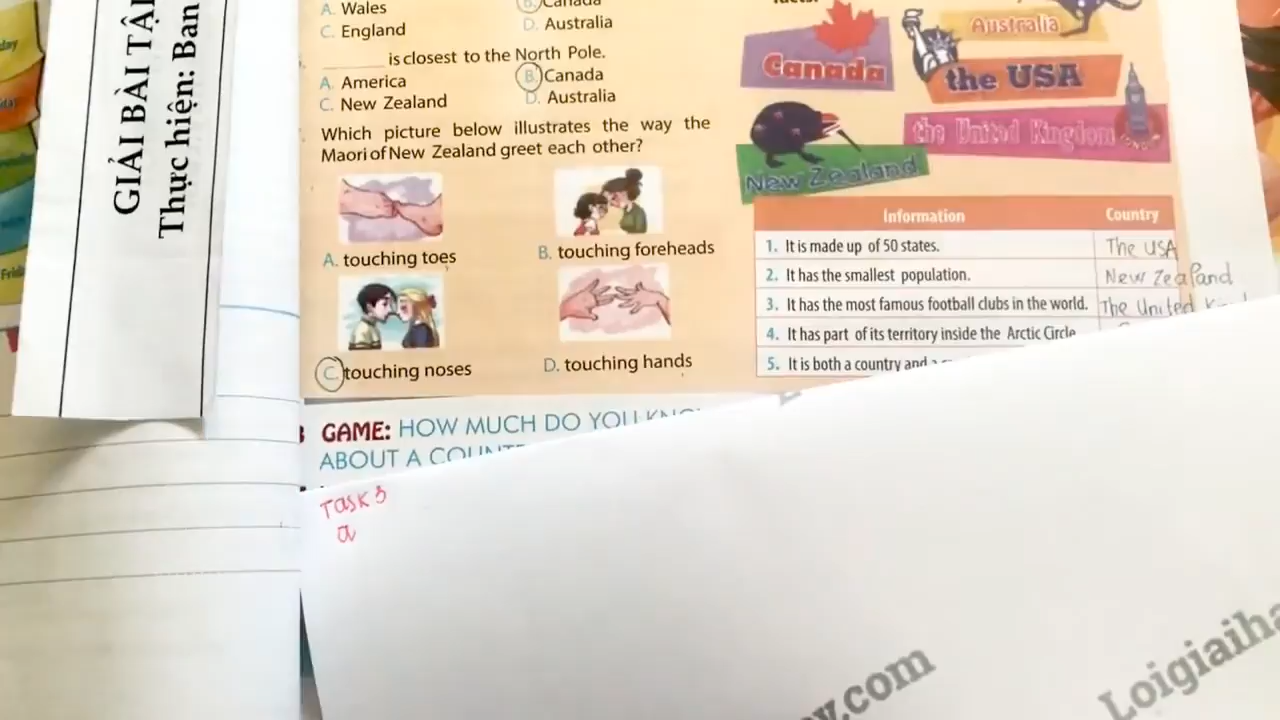 GIẢI BÀI TẬ
Thực hiện: Ban
A. Wales
B. Canada
C. England
D. Australia
______ is closest to the North Pole.
A. America
B. Canada
C. New Zealand
D. Australia
Which picture below illustrates the way the
Maori of New Zealand greet each other?
A. touching toes
B. touching foreheads
C. touching noses
D. touching hands
GAME: HOW MUCH DO YOU
ABOUT A
Task 3
a
Australia
Canada
the USA
the United Kingdom
New Zealand
Information Country
1. It is made up of 50 states. The USA
2. It has the smallest population. New Zealand
3. It has the most famous football clubs in the world. The United
4. It has part of its territory inside the Arctic Circle
5. It is both a country and
.com
Loigiaiha